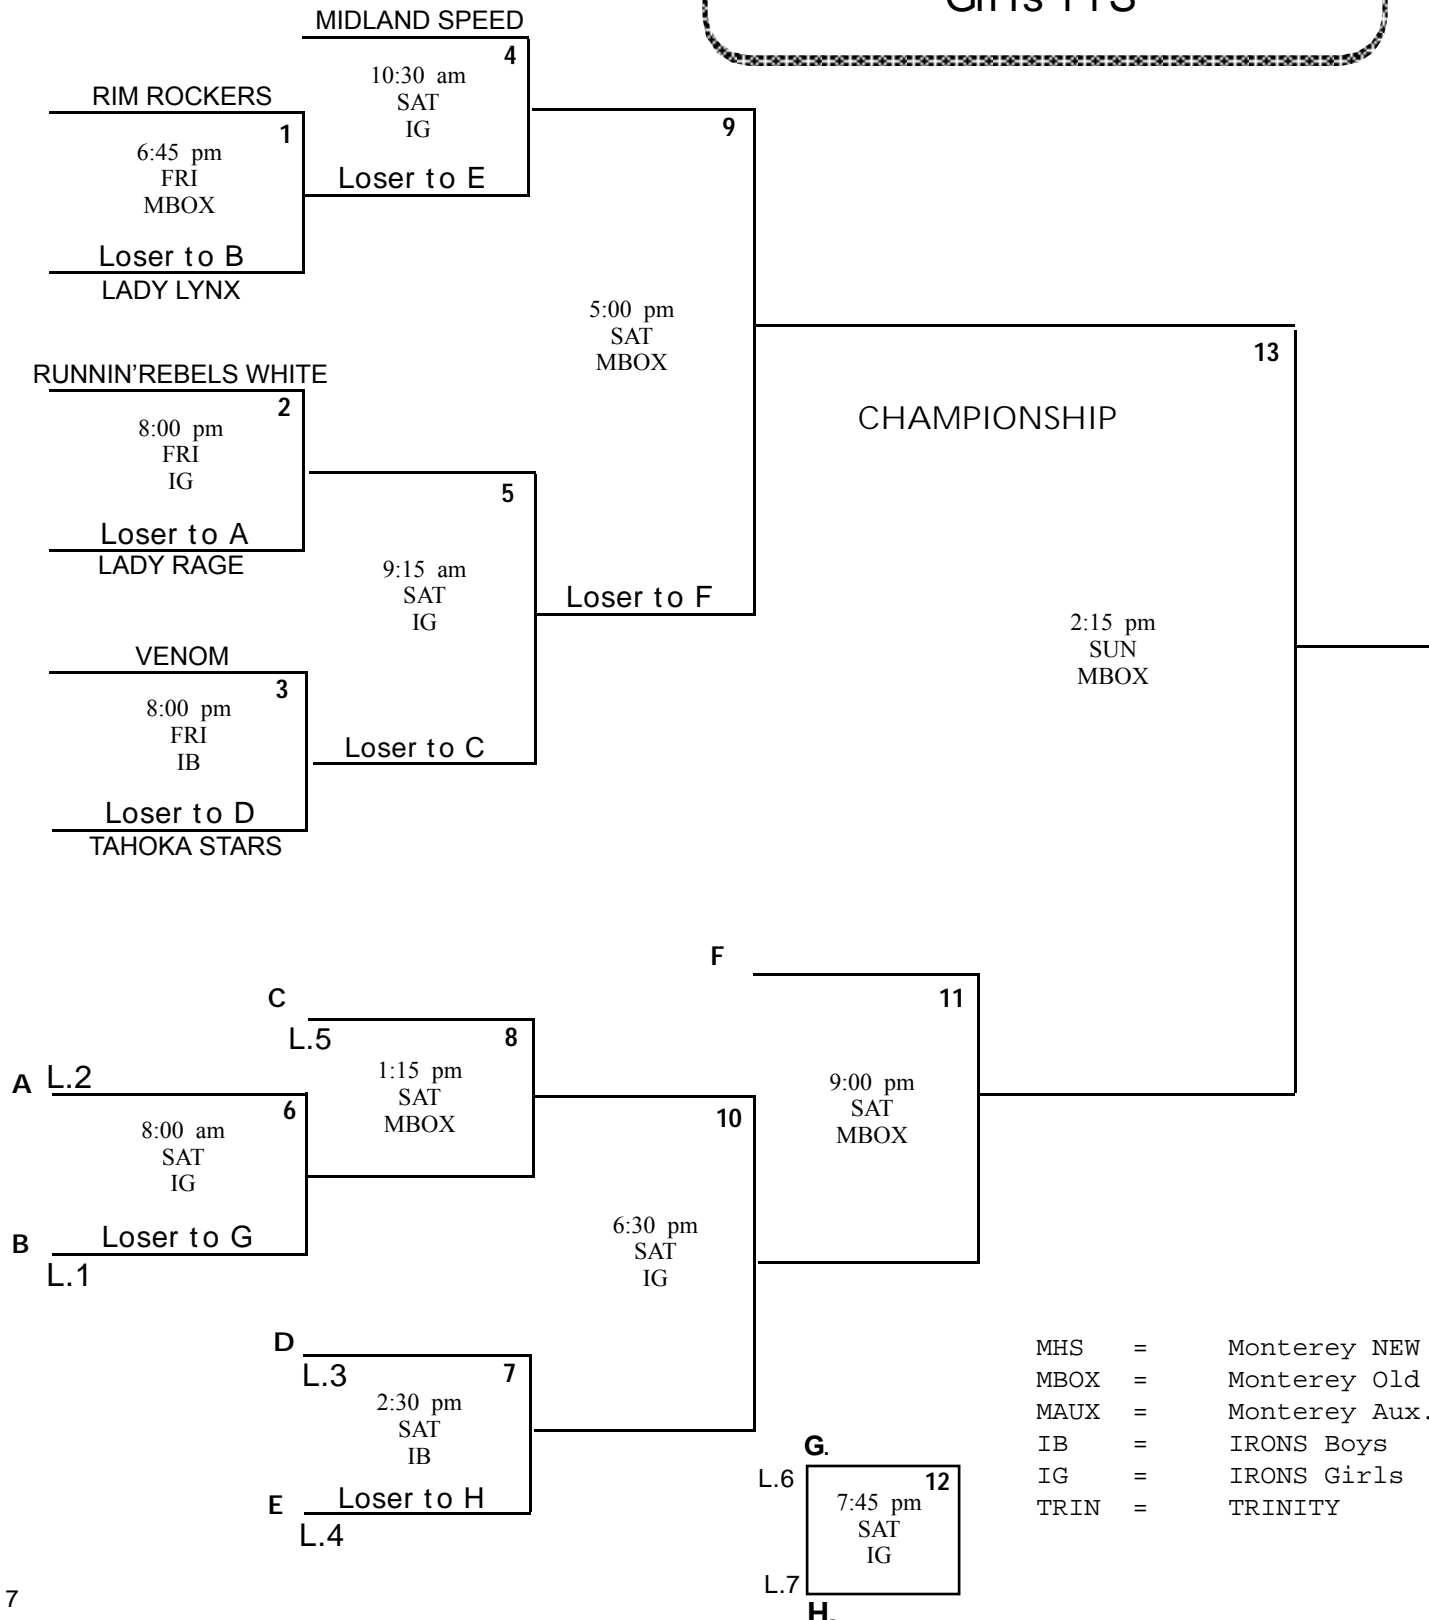 MIDLAND SPEED
4
10:30 am
SAT
IG
Loser to E
RIM ROCKERS
1
6:45 pm
FRI
MBOX
Loser to B
LADY LYNX
9
5:00 pm
SAT
MBOX
RUNNIN'REBELS WHITE
2
8:00 pm
FRI
IG
Loser to A
LADY RAGE
5
9:15 am
SAT
IG
Loser to F
VENOM
3
8:00 pm
FRI
IB
Loser to C
Loser to D
TAHOKA STARS
13
CHAMPIONSHIP
2:15 pm
SUN
MBOX
F
11
9:00 pm
SAT
MBOX
C
L.5
8
1:15 pm
SAT
MBOX
A L.2
6
8:00 am
SAT
IG
B Loser to G
L.1
10
6:30 pm
SAT
IG
D
L.3
7
2:30 pm
SAT
IB
E Loser to H
L.4
G.
L.6
12
7:45 pm
SAT
IG
L.7
H.
MHS = Monterey NEW
MBOX = Monterey Old
MAUX = Monterey Aux.
IB = IRONS Boys
IG = IRONS Girls
TRIN = TRINITY
7